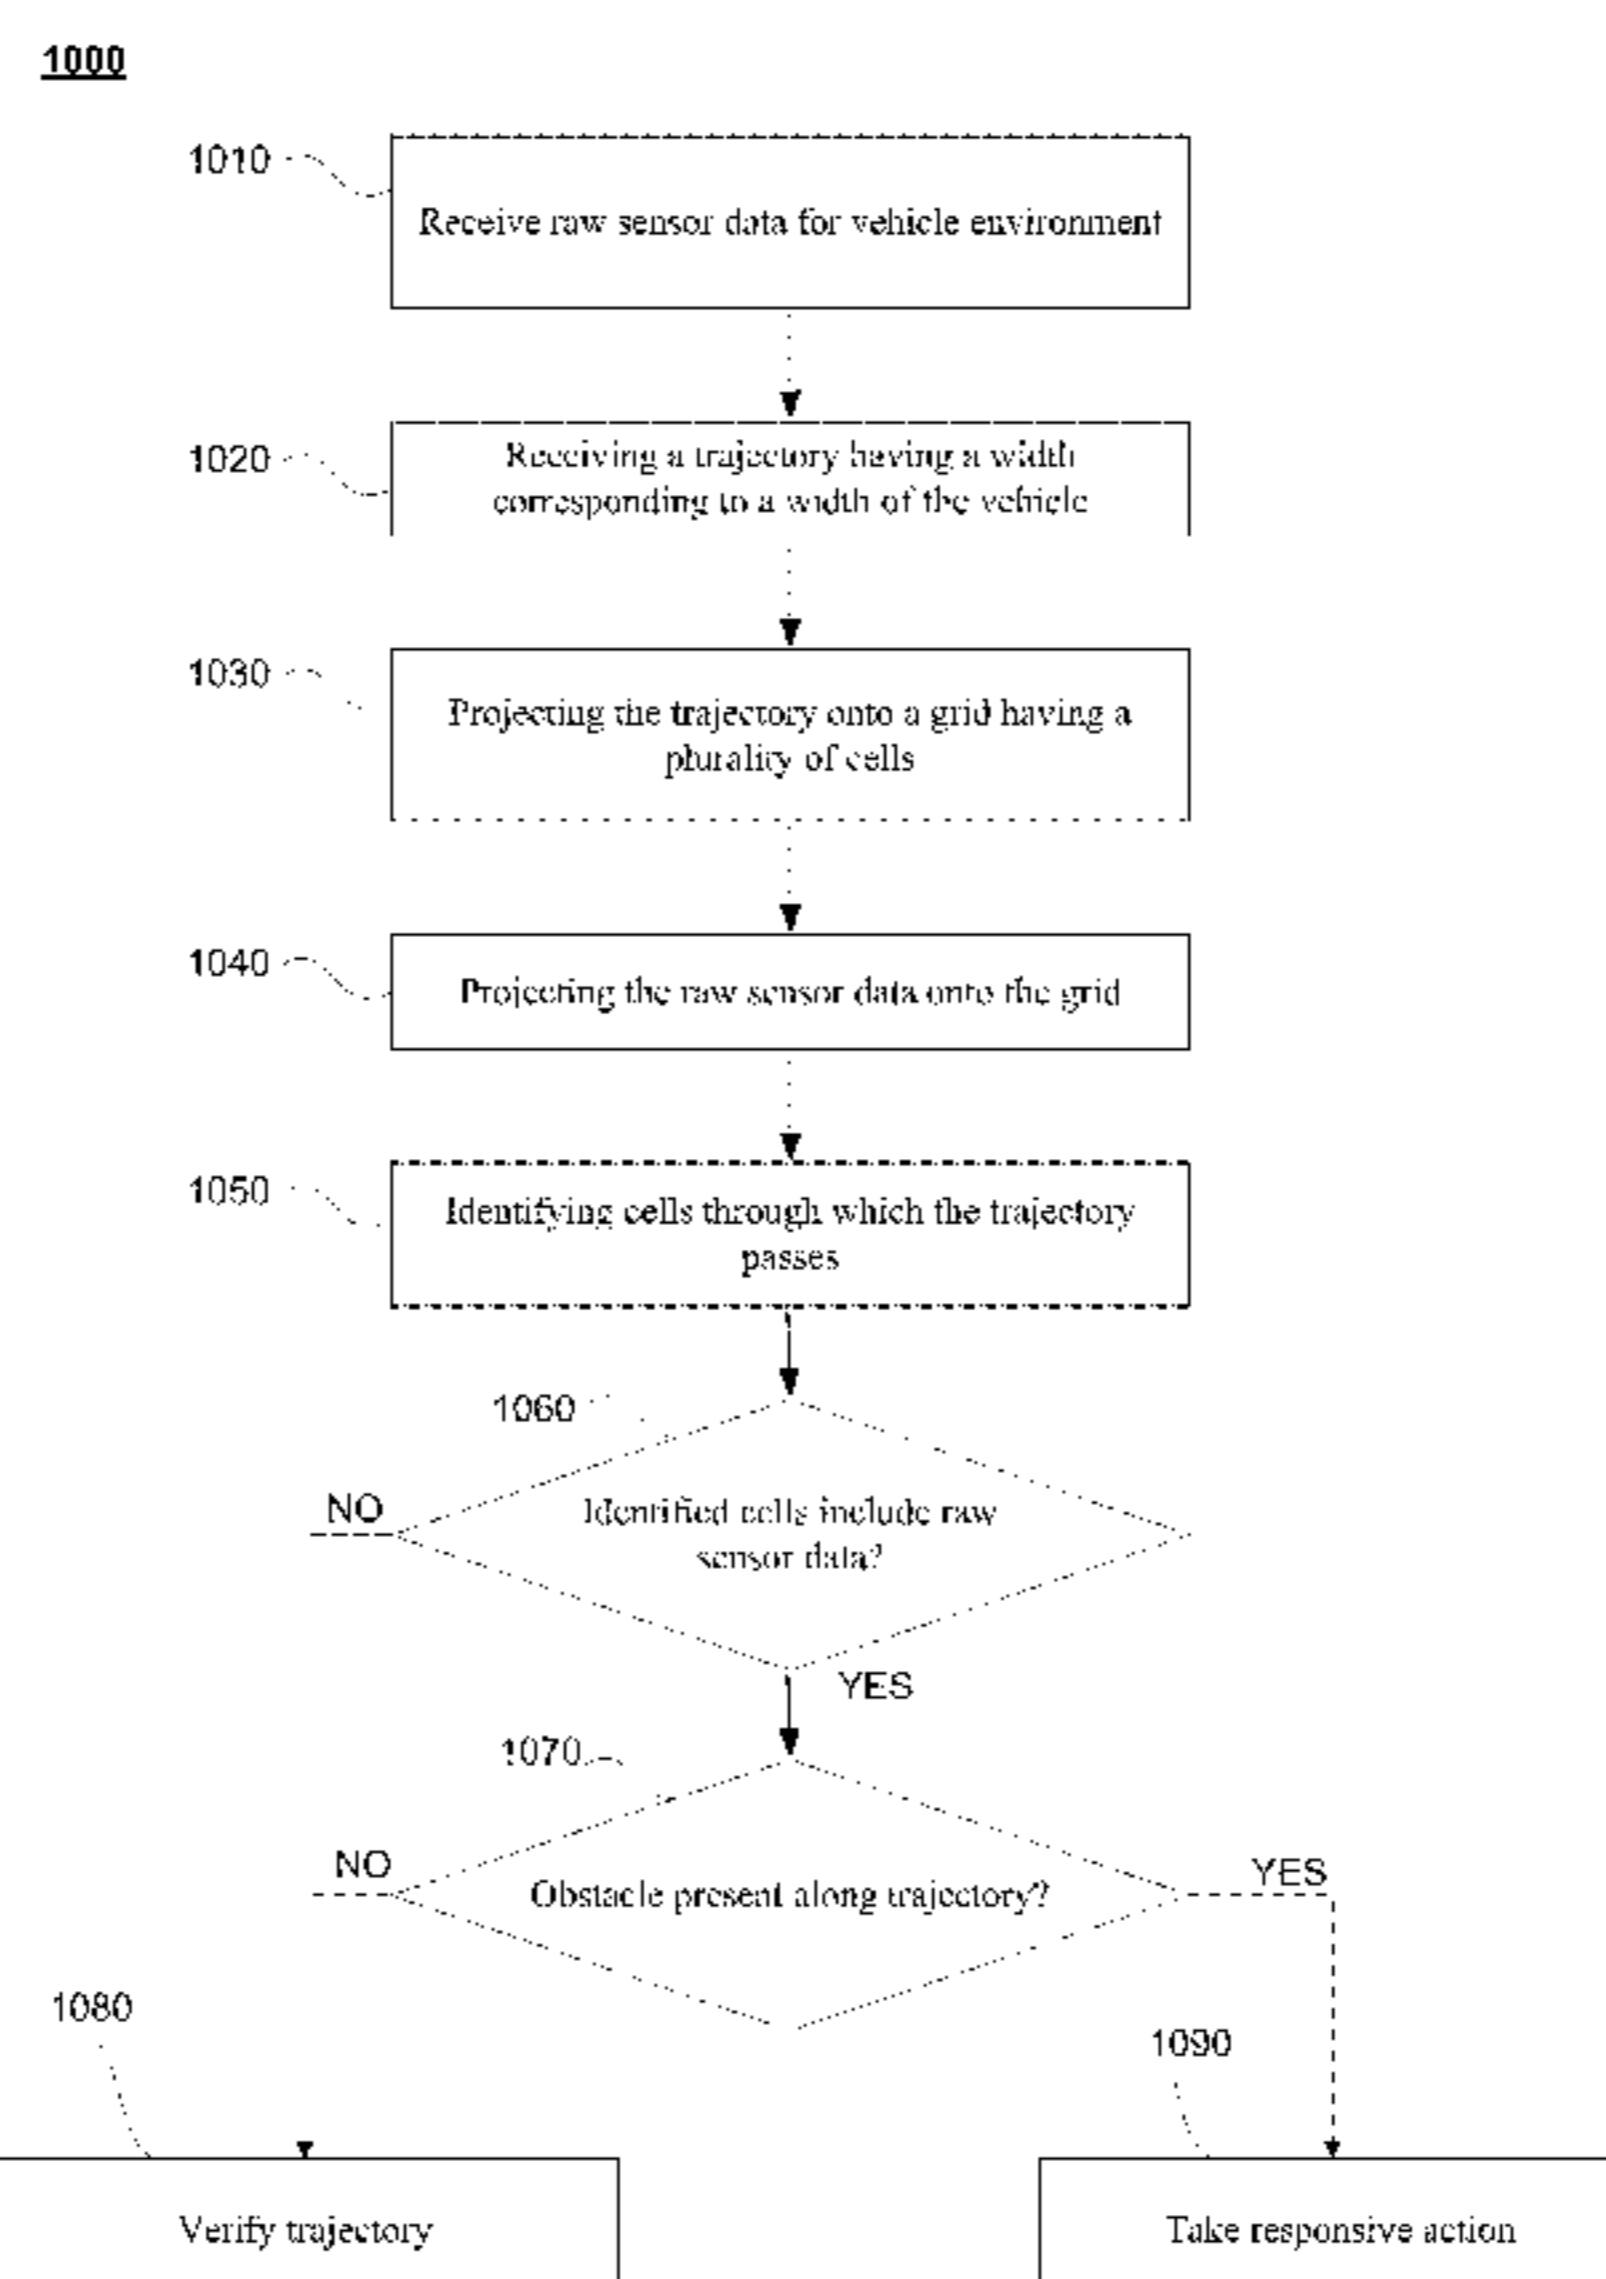 1000
1010
Receive raw sensor data for vehicle environment
1020
Receiving a trajectory having a width
corresponding to a width of the vehicle
1030
Projecting the trajectory onto a grid having a
plurality of cells
1040
Projecting the raw sensor data onto the grid
1050
Identifying cells through which the trajectory
passes
1060
NO
Identified cells include raw
sensor data?
YES
1070
NO
Obstacle present along trajectory?
YES
1080
1090
Verify trajectory
Take responsive action